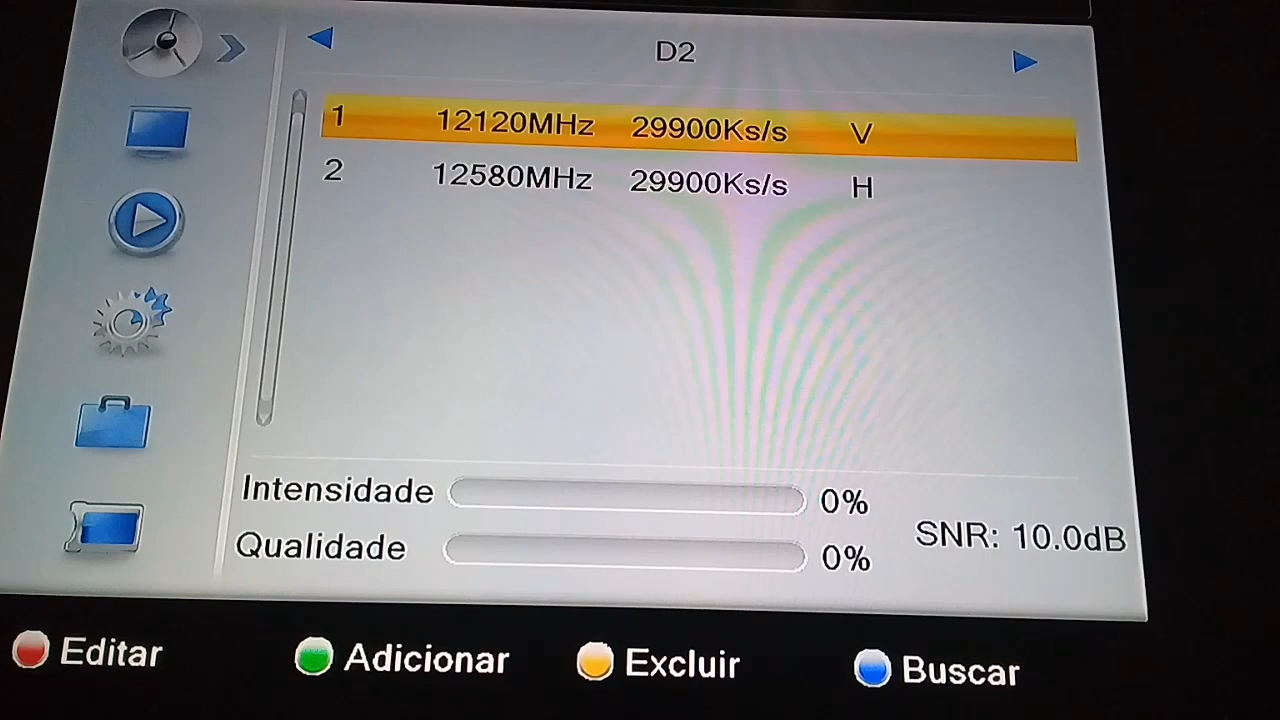 D2
1 12120MHz 29900Ks/s V
2 12580MHz 29900Ks/s H
Intensidade 0%
Qualidade 0%
SNR: 10.0dB
Editar Adicionar Excluir Buscar